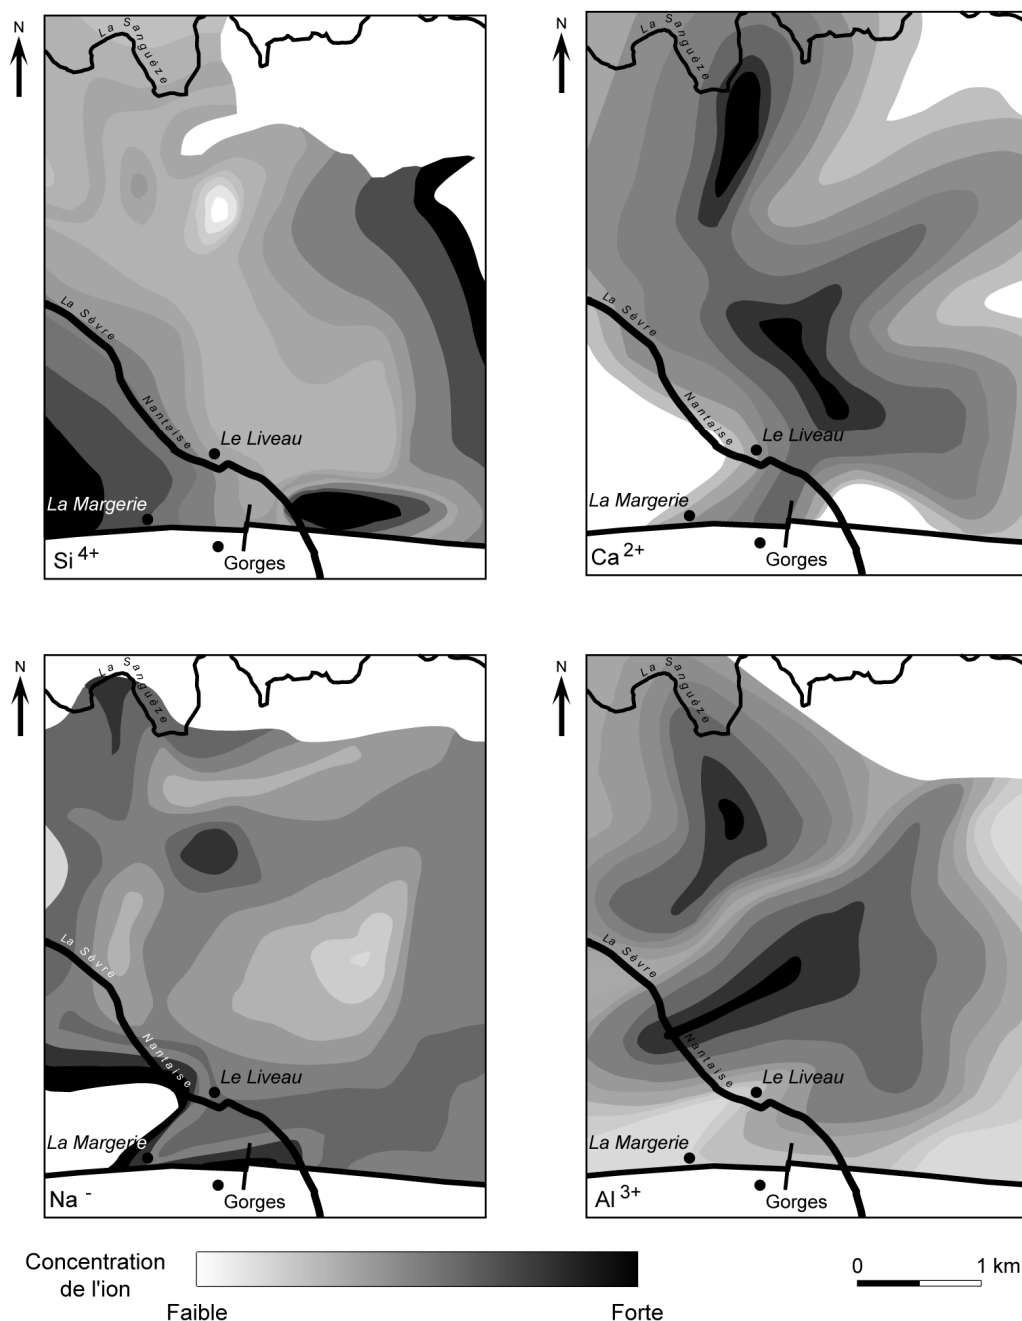 N
La Sanguèze
La Sèvre
Nantaise
Le Liveau
La Margerie
Gorges
Si 4+
N
La Sanguèze
La Sèvre
Nantaise
Le Liveau
La Margerie
Gorges
Ca 2+
N
La Sanguèze
La Sèvre
Nantaise
Le Liveau
La Margerie
Gorges
Na -
N
La Sanguèze
La Sèvre
Nantaise
Le Liveau
La Margerie
Gorges
Al 3+
Concentration
de l'ion
Faible
Forte
0 1 km